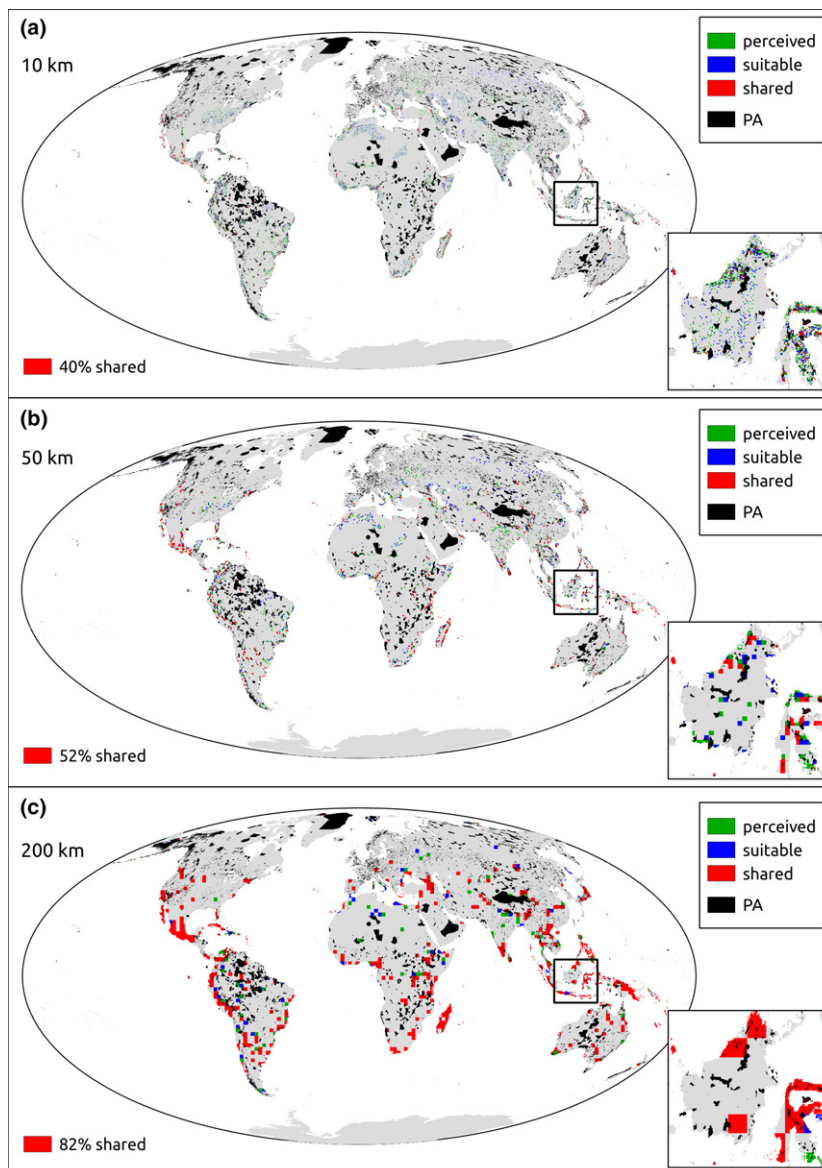 (a)
10 km
perceived
suitable
shared
PA
40% shared
(b)
50 km
perceived
suitable
shared
PA
52% shared
(c)
200 km
perceived
suitable
shared
PA
82% shared